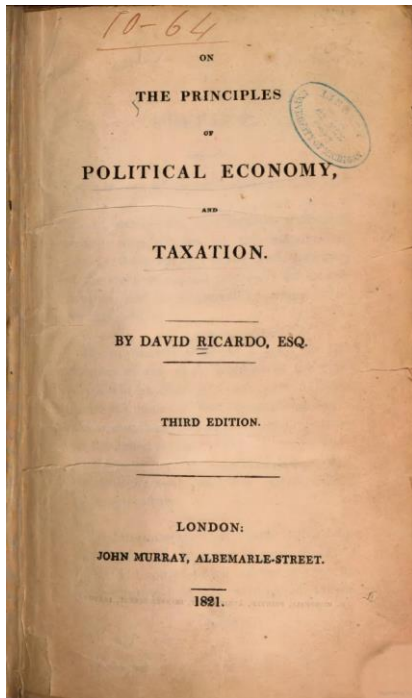 10-64
ON
THE PRINCIPLES
OF
POLITICAL ECONOMY,
AND
TAXATION.
BY DAVID RICARDO, ESQ.
THIRD EDITION.
LONDON:
JOHN MURRAY, ALBEMARLE-STREET.
1821.